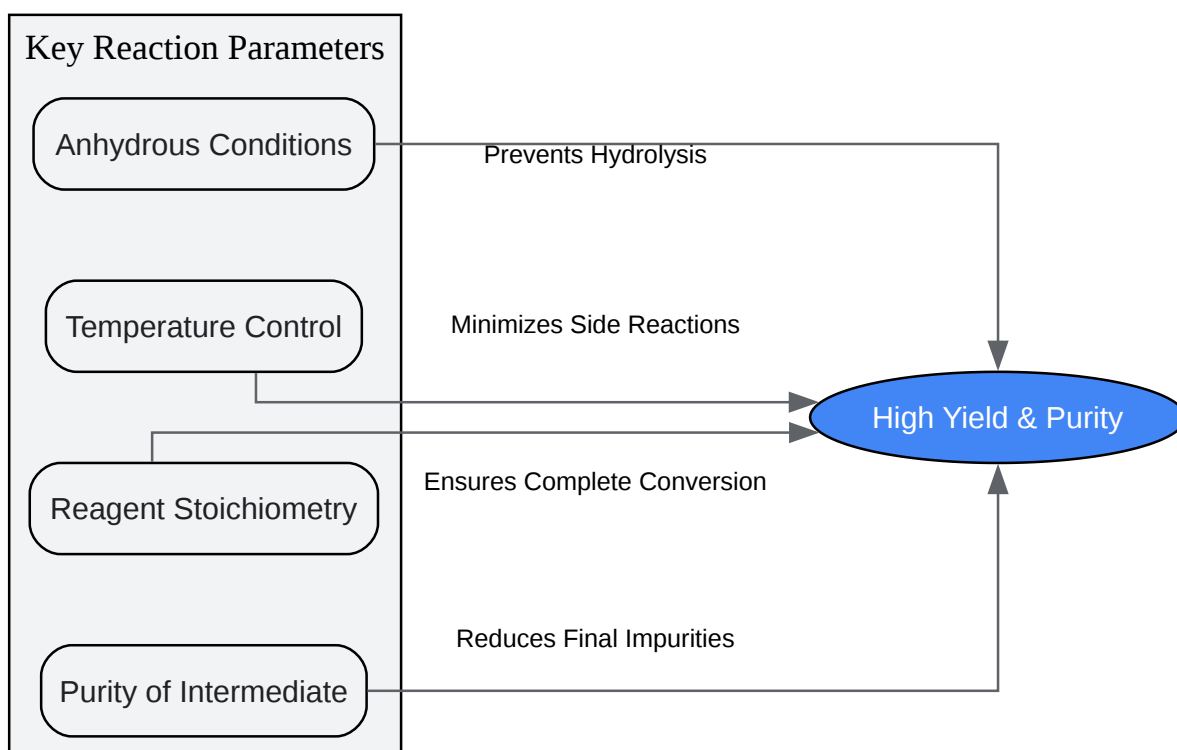 Key Reaction Parameters
Anhydrous Conditions
Prevents Hydrolysis
Temperature Control
Minimizes Side Reactions
High Yield & Purity
Reagent Stoichiometry
Ensures Complete Conversion
Purity of Intermediate
Reduces Final Impurities